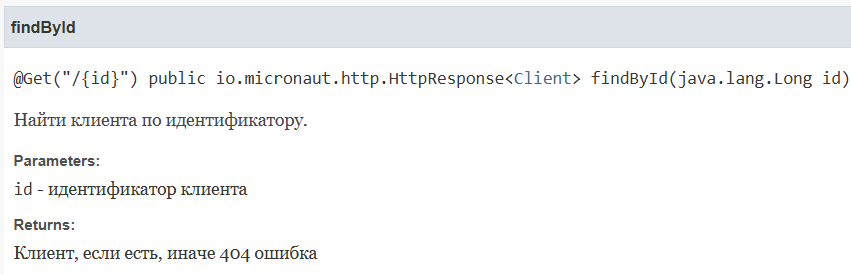 findById
@Get("/{id}") public io.micronaut.http.HttpResponse<Client> findById(java.lang.Long id)
Найти клиента по идентификатору.
Parameters:
id - идентификатор клиента
Returns:
Клиент, если есть, иначе 404 ошибка